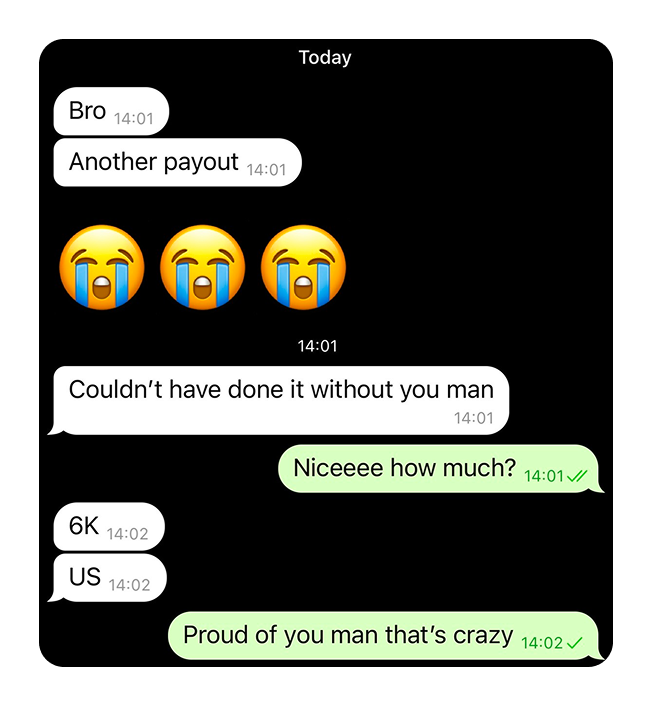 Today
Bro 14:01
Another payout 14:01
😭 😭 😭
14:01
Couldn't have done it without you man
14:01
Niceeee how much? 14:01
6K 14:02
US 14:02
Proud of you man that's crazy 14:02